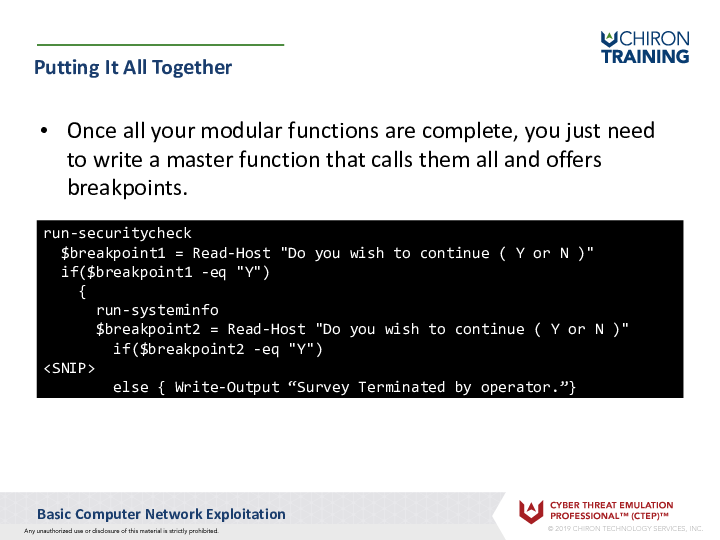 CHIRON
TRAINING
Putting It All Together
• Once all your modular functions are complete, you just need
to write a master function that calls them all and offers
breakpoints.
run-securitycheck
$breakpoint1 = Read-Host "Do you wish to continue ( Y or N )"
if($breakpoint1 -eq "Y")
{
run-systeminfo
$breakpoint2 = Read-Host "Do you wish to continue ( Y or N )"
if($breakpoint2 -eq "Y")
<SNIP>
else { Write-Output “Survey Terminated by operator.”}
Basic Computer Network Exploitation
CYBER THREAT EMULATION
PROFESSIONAL™ (CTEP)™
Any unauthorized use or disclosure of this material is strictly prohibited.
© 2019 CHIRON TECHNOLOGY SERVICES, INC.